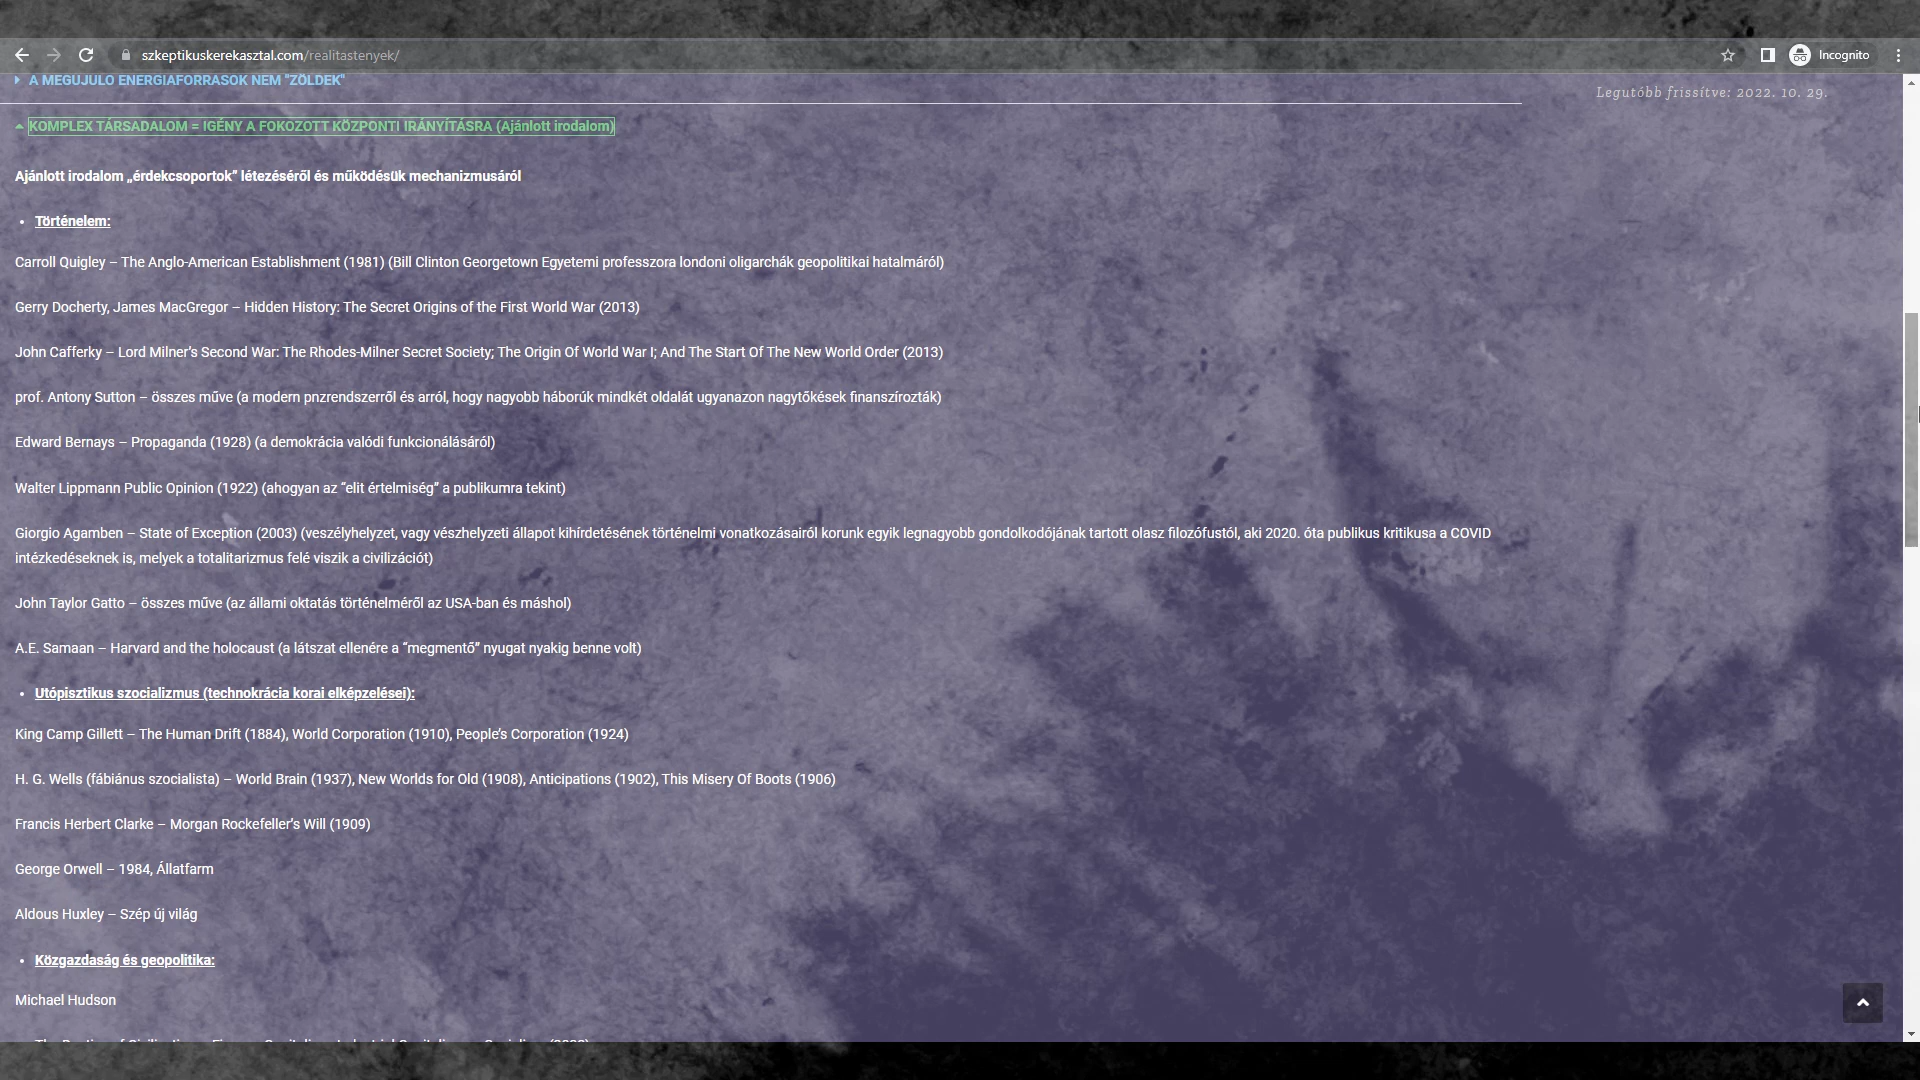 szkeptikuskerekasztal.com/realitastenyek/
Incognito
A MEGÚJULÓ ENERGIAFORRÁSOK NEM "ZÖLDEK"
Legutóbb frissítve: 2022. 10. 29.
KOMPLEX TÁRSADALOM = IGÉNY A FOKOZOTT KÖZPONTI IRÁNYÍTÁSRA (Ajánlott irodalom)
Ajánlott irodalom „érdekcsoportok” létezéséről és működésük mechanizmusáról
• Történelem:
Carroll Quigley – The Anglo-American Establishment (1981) (Bill Clinton Georgetown Egyetemi professzora londoni oligarchák geopolitikai hatalmáról)
Gerry Docherty, James MacGregor – Hidden History: The Secret Origins of the First World War (2013)
John Cafferky – Lord Milner’s Second War: The Rhodes-Milner Secret Society; The Origin Of World War I; And The Start Of The New World Order (2013)
prof. Antony Sutton – összes műve (a modern pnzrendszerről és arról, hogy nagyobb háborúk mindkét oldalát ugyanazon nagytőkések finanszírozták)
Edward Bernays – Propaganda (1928) (a demokrácia valódi funkcionálásáról)
Walter Lippmann Public Opinion (1922) (ahogyan az “elit értelmiség” a publikumra tekint)
Giorgio Agamben – State of Exception (2003) (veszélyhelyzet, vagy vészhelyzeti állapot kihírdetésének történelmi vonatkozásairól korunk egyik legnagyobb gondolkodójának tartott olasz filozófustól, aki 2020. óta publikus kritikusa a COVID
intézkedéseknek is, melyek a totalitarizmus felé viszik a civilizációt)
John Taylor Gatto – összes műve (az állami oktatás történelméről az USA-ban és máshol)
A.E. Samaan – Harvard and the holocaust (a látszat ellenére a “megmentő” nyugat nyakig benne volt)
• Utópisztikus szocializmus (technokrácia korai elképzelései):
King Camp Gillett – The Human Drift (1884), World Corporation (1910), People’s Corporation (1924)
H. G. Wells (fábiánus szocialista) – World Brain (1937), New Worlds for Old (1908), Anticipations (1902), This Misery Of Boots (1906)
Francis Herbert Clarke – Morgan Rockefeller’s Will (1909)
George Orwell – 1984, Állatfarm
Aldous Huxley – Szép új világ
• Közgazdaság és geopolitika:
Michael Hudson